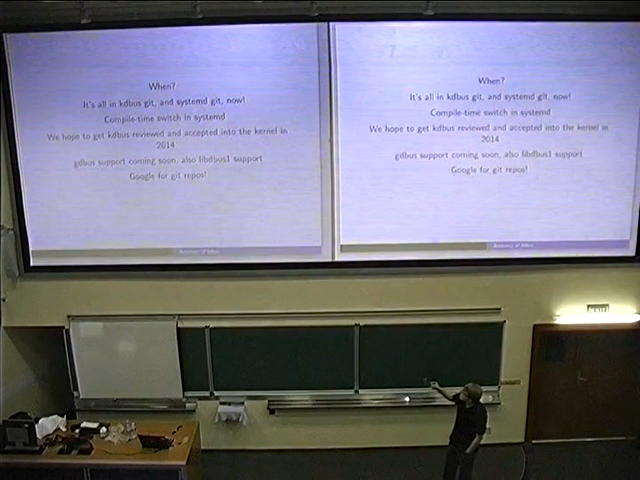 When?
It's all in kdbus git, and systemd git, now!
Compile-time switch in systemd
We hope to get kdbus reviewed and accepted into the kernel in
2014
gdbus support coming soon, also libdbus1 support
Google for git repos!
When?
It's all in kdbus git, and systemd git, now!
Compile-time switch in systemd
We hope to get kdbus reviewed and accepted into the kernel in
2014
gdbus support coming soon, also libdbus1 support
Google for git repos!